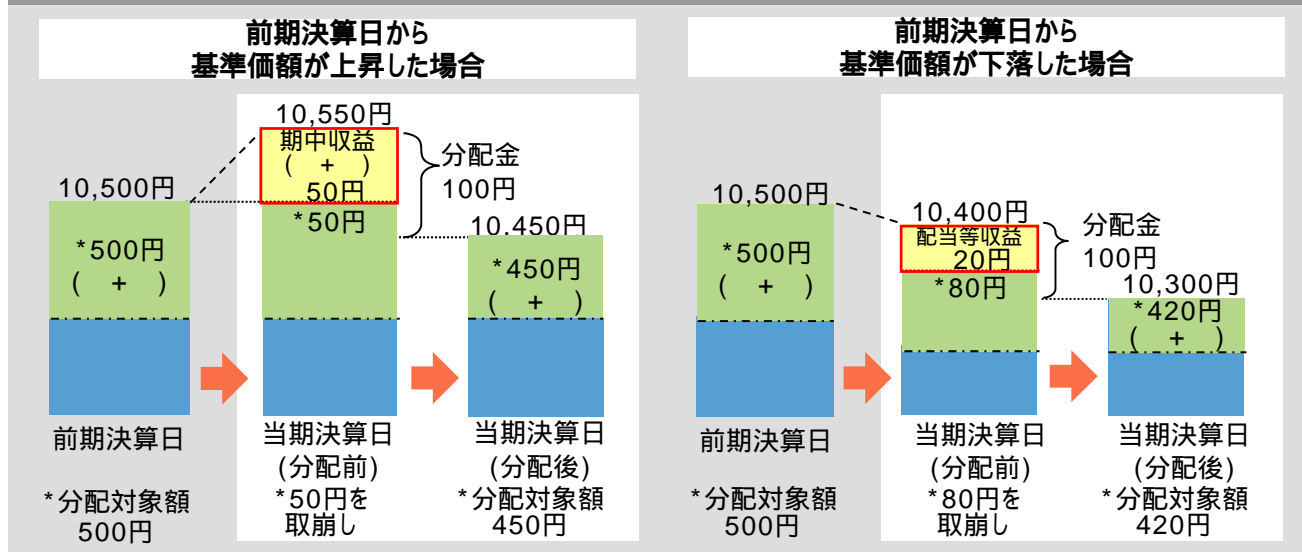 前期決算日から
基準価額が上昇した場合
10,550円
期中収益
( + )
50円
分配金
100円
10,500円
*50円
10,450円
*500円
( + )
*450円
( + )
前期決算日
当期決算日
(分配前)
当期決算日
(分配後)
*分配対象額
500円
*50円を
取崩し
*分配対象額
450円
前期決算日から
基準価額が下落した場合
10,500円
10,400円
配当等収益
20円
分配金
100円
*500円
( + )
*80円
10,300円
*420円
( + )
前期決算日
当期決算日
(分配前)
当期決算日
(分配後)
*分配対象額
500円
*80円を
取崩し
*分配対象額
420円